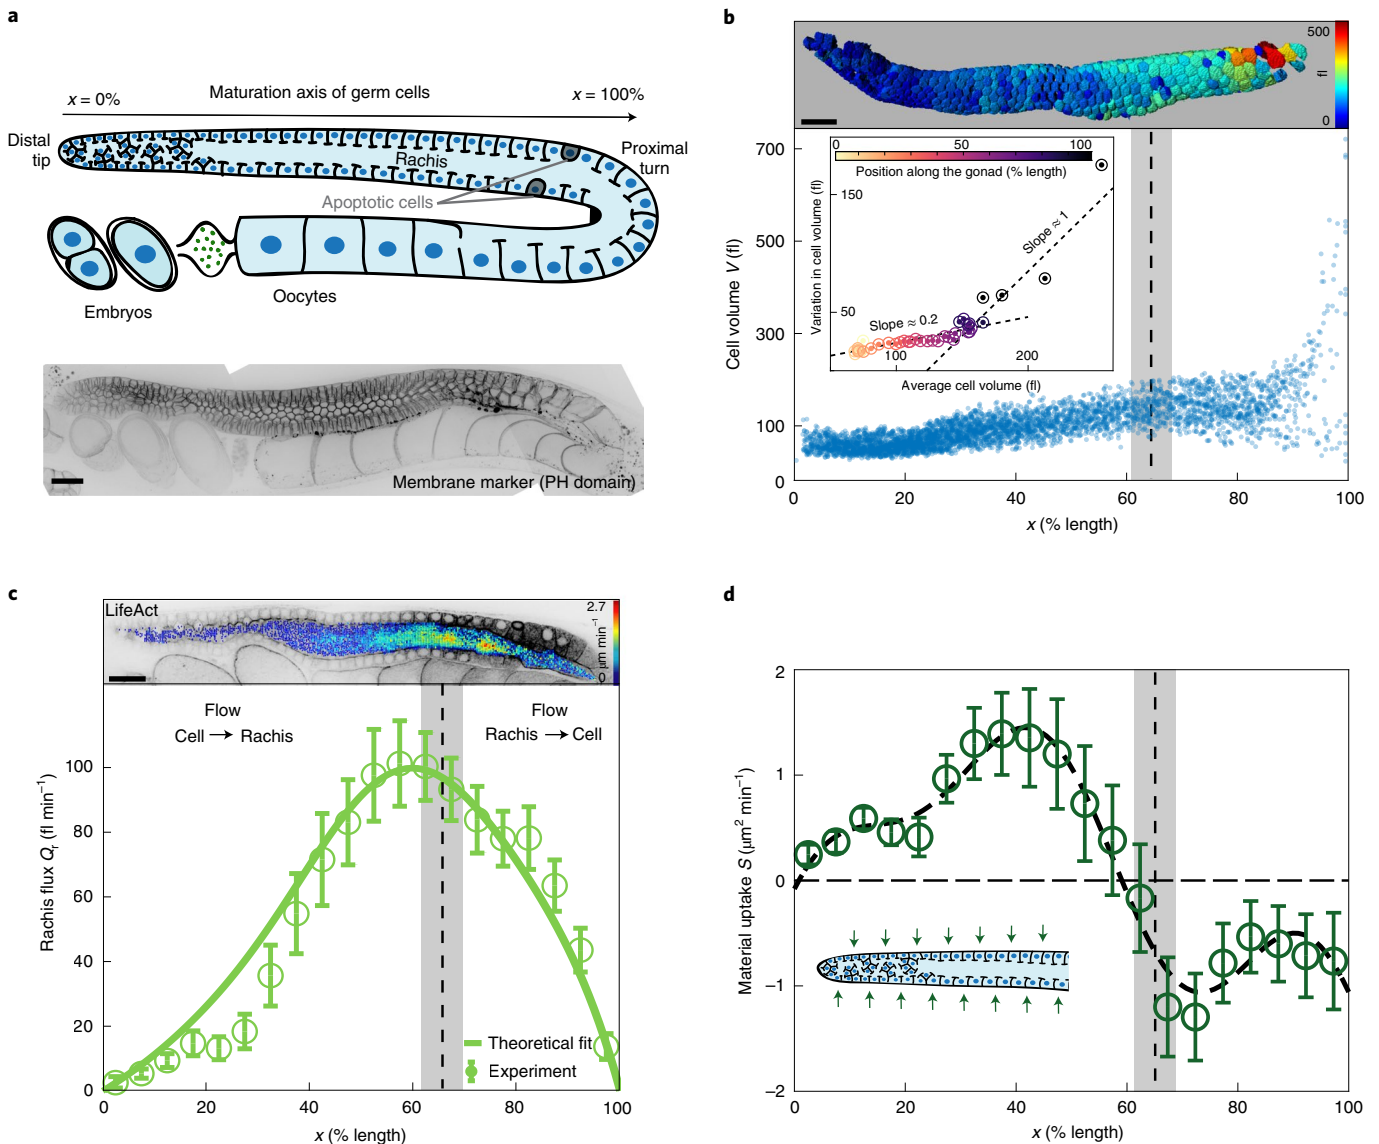 a
x = 0%
Maturation axis of germ cells
x = 100%
Distal
tip
Rachis
Proximal
turn
Apoptotic cells
Embryos
Oocytes
Membrane marker (PH domain)
b
500
fl
0
700
500
300
100
0
Cell volume V (fl)
0
50
100
Position along the gonad (% length)
150
50
Variation in cell volume (fl)
Slope ≈ 1
Slope ≈ 0.2
100
200
Average cell volume (fl)
0
20
40
60
80
100
x (% length)
c
LifeAct
2.7
µm min⁻¹
0
Flow
Cell → Rachis
Flow
Rachis → Cell
100
80
60
40
20
0
Rachis flux Qr (fl min⁻¹)
Theoretical fit
Experiment
0
20
40
60
80
100
x (% length)
d
2
1
0
−1
−2
Material uptake S (µm² min⁻¹)
0
20
40
60
80
100
x (% length)